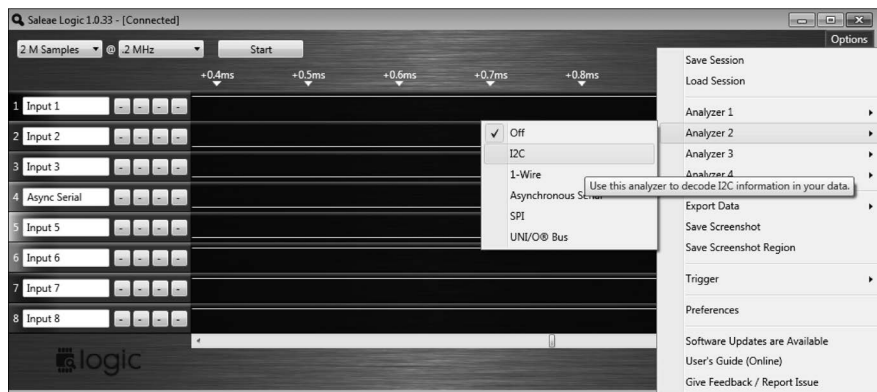 Saleae Logic 1.0.33 - [Connected]
2 M Samples @ .2 MHz Start Options
+0.4ms +0.5ms +0.6ms +0.7ms +0.8ms
1 Input 1 - - - -
2 Input 2 - - - -
3 Input 3 - - - -
4 Async Serial - - - -
5 Input 5 - - - -
6 Input 6 - - - -
7 Input 7 - - - -
8 Input 8 - - - -
logic
Off
I2C
1-Wire
Asynchronous Serial
SPI
UNI/O® Bus
Use this analyzer to decode I2C information in your data.
Save Session
Load Session
Analyzer 1
Analyzer 2
Analyzer 3
Analyzer 4
Export Data
Save Screenshot
Save Screenshot Region
Trigger
Preferences
Software Updates are Available
User's Guide (Online)
Give Feedback / Report Issue